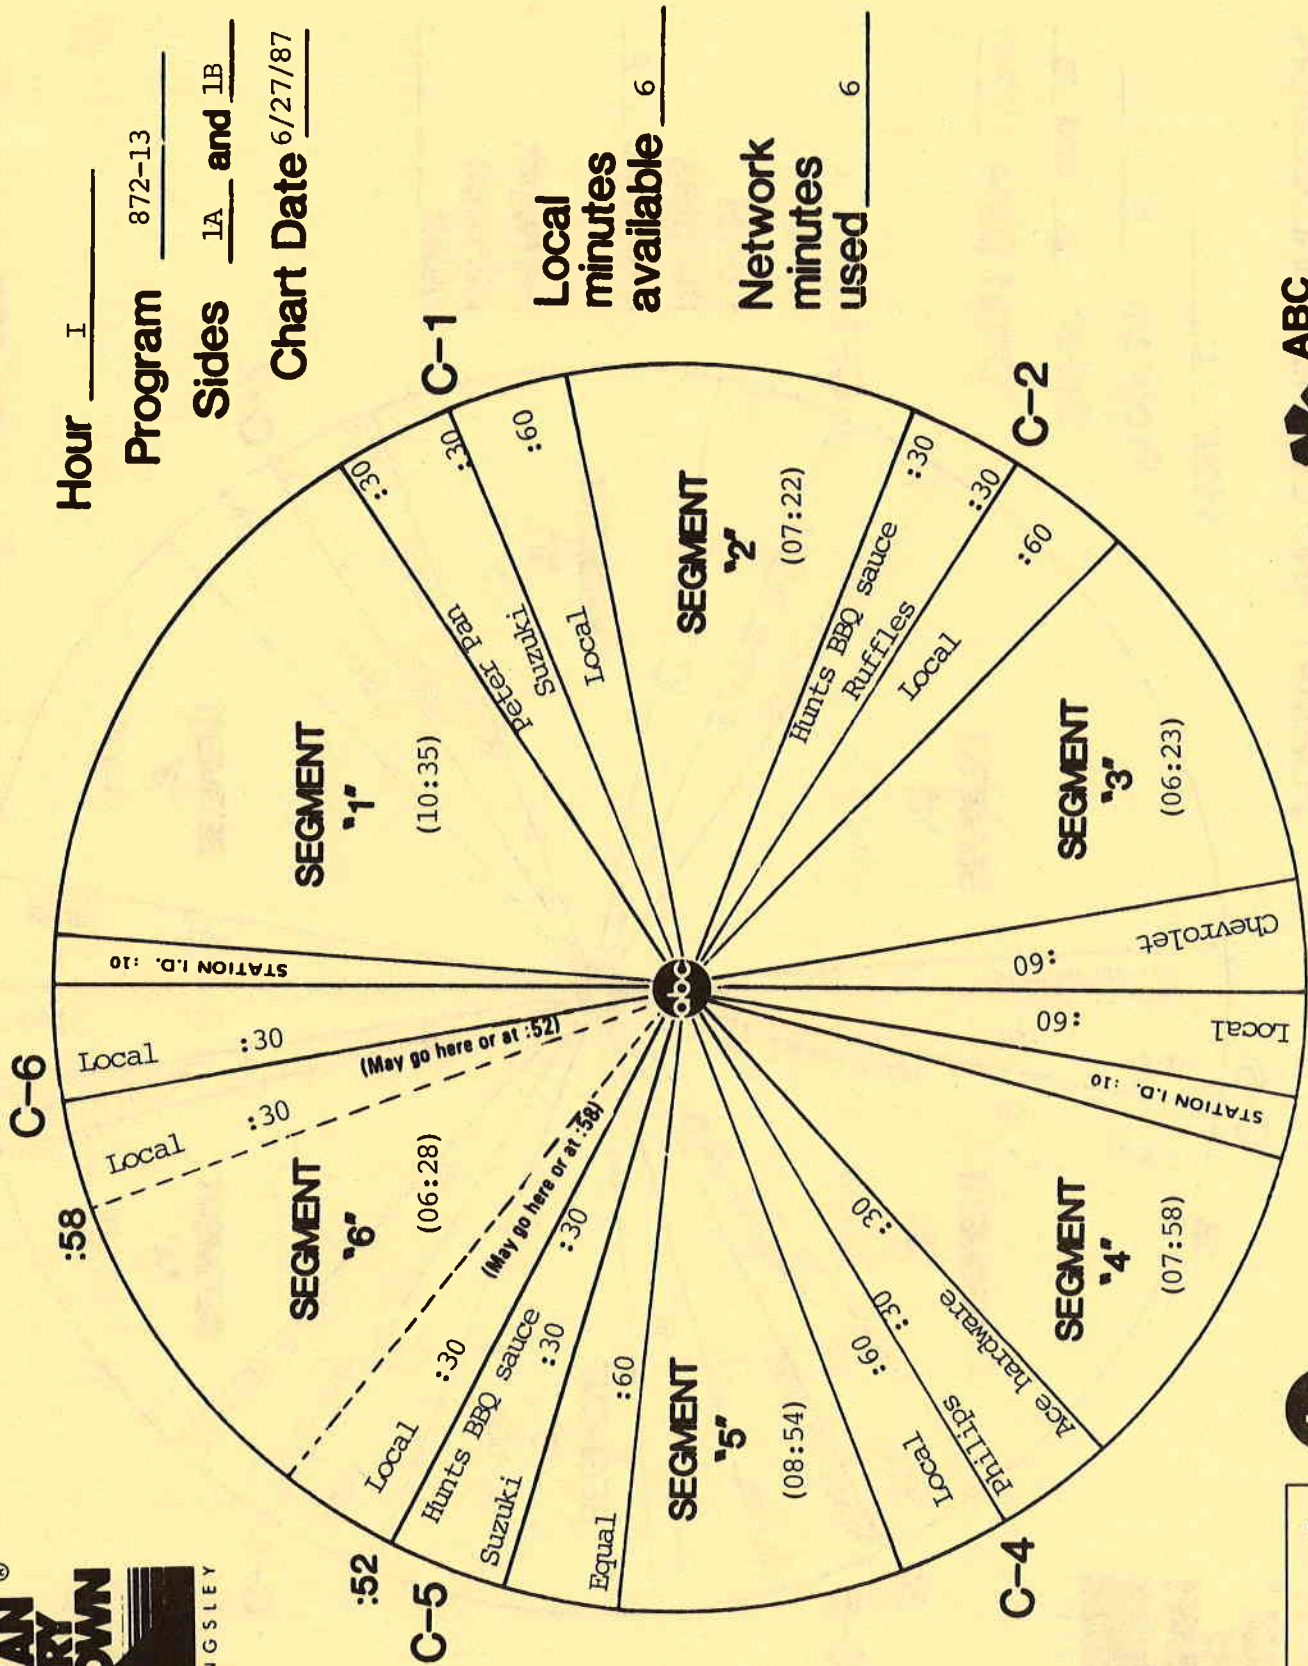 Hour I
Program 872-13
Sides 1A and 1B
Chart Date 6/27/87
Local
minutes
available 6
Network
minutes
used 6
C-6
Local :30
STATION I.D. :10
SEGMENT
"1"
(10:35)
Peter Pan :30
Suzuki :30
C-1
Local :60
SEGMENT
"2"
(07:22)
Hunts BBQ sauce :30
Ruffles :30
C-2
Local :60
SEGMENT
"3"
(06:23)
Chevrolet :60
Local :60
STATION I.D. :10
SEGMENT
"4"
(07:58)
Ace hardware :30
Phillips :30
C-4
Local :60
SEGMENT
"5"
(08:54)
Equal :60
Suzuki :30
Hunts BBQ sauce :30
C-5
:52
Local :30
(May go here or at :58)
SEGMENT
"6"
(06:28)
:58
Local :30
(May go here or at :52)
abc
ABC